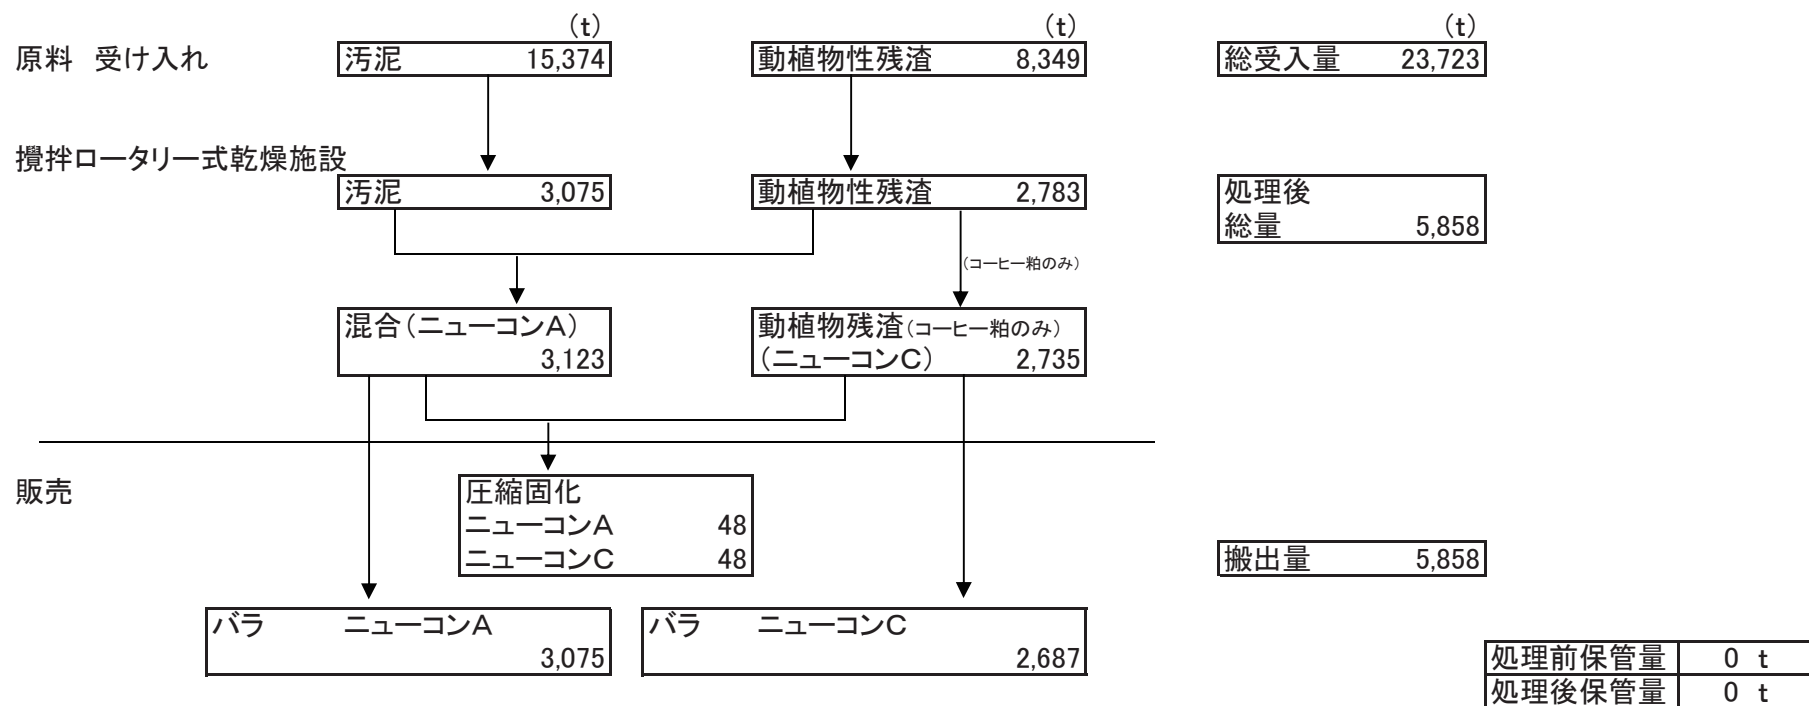 (t) (t) (t)
原料 受け入れ 汚泥 15,374 動植物性残渣 8,349 総受入量 23,723
攪拌ロータリー式乾燥施設
汚泥 3,075 動植物性残渣 2,783 処理後
総量 5,858
(コーヒー粕のみ)
混合(ニューコンA) 動植物残渣(コーヒー粕のみ)
3,123 (ニューコンC) 2,735
販売 圧縮固化
ニューコンA 48
ニューコンC 48 搬出量 5,858
バラ ニューコンA バラ ニューコンC
3,075 2,687 処理前保管量 0 t
処理後保管量 0 t